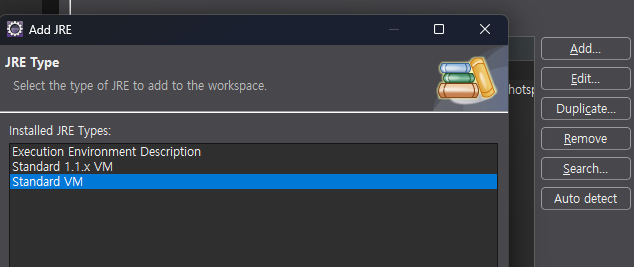 Add JRE
JRE Type
Select the type of JRE to add to the workspace.
Installed JRE Types:
Execution Environment Description
Standard 1.1.x VM
Standard VM
Add...
Edit...
Duplicate...
Remove
Search...
Auto detect